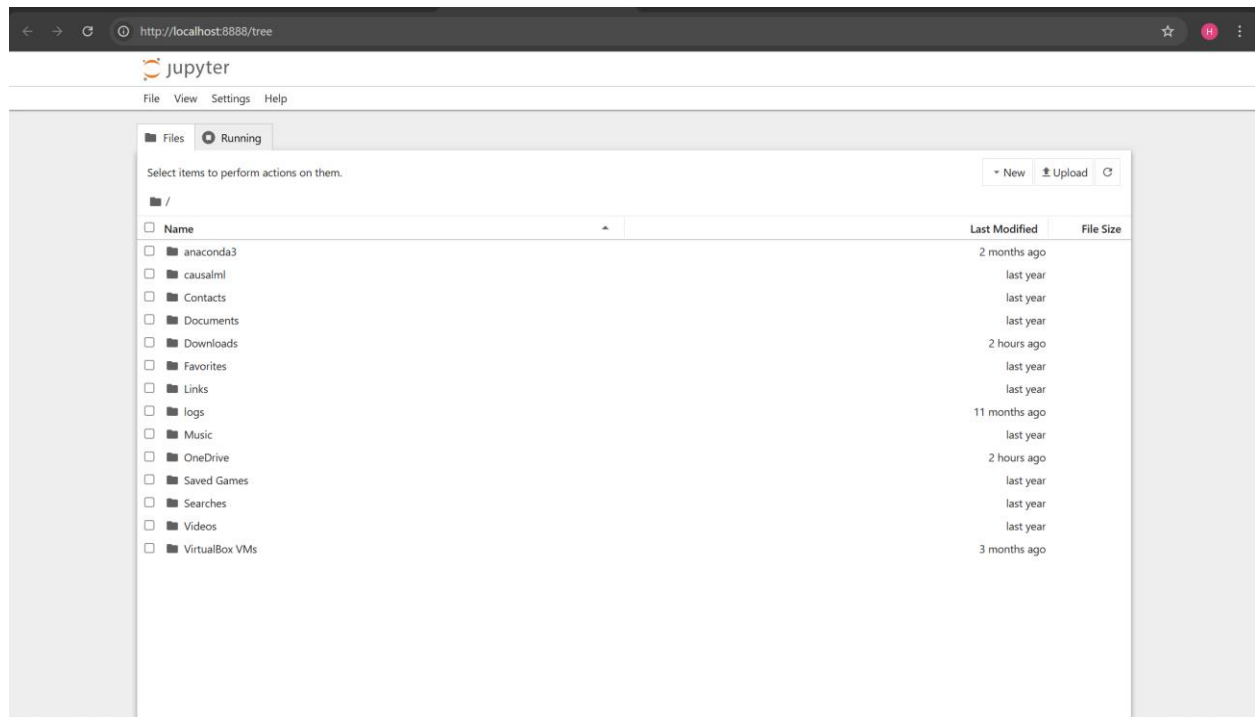 http://localhost:8888/tree
H
jupyter
File View Settings Help
Files Running
Select items to perform actions on them. New Upload
/
Name Last Modified File Size
anaconda3 2 months ago
causalml last year
Contacts last year
Documents last year
Downloads 2 hours ago
Favorites last year
Links last year
logs 11 months ago
Music last year
OneDrive 2 hours ago
Saved Games last year
Searches last year
Videos last year
VirtualBox VMs 3 months ago